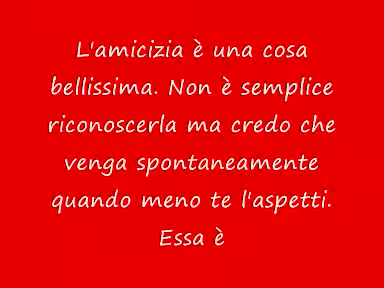 L'amicizia è una cosa
bellissima. Non è semplice
riconoscerla ma credo che
venga spontaneamente
quando meno te l'aspetti.
Essa è